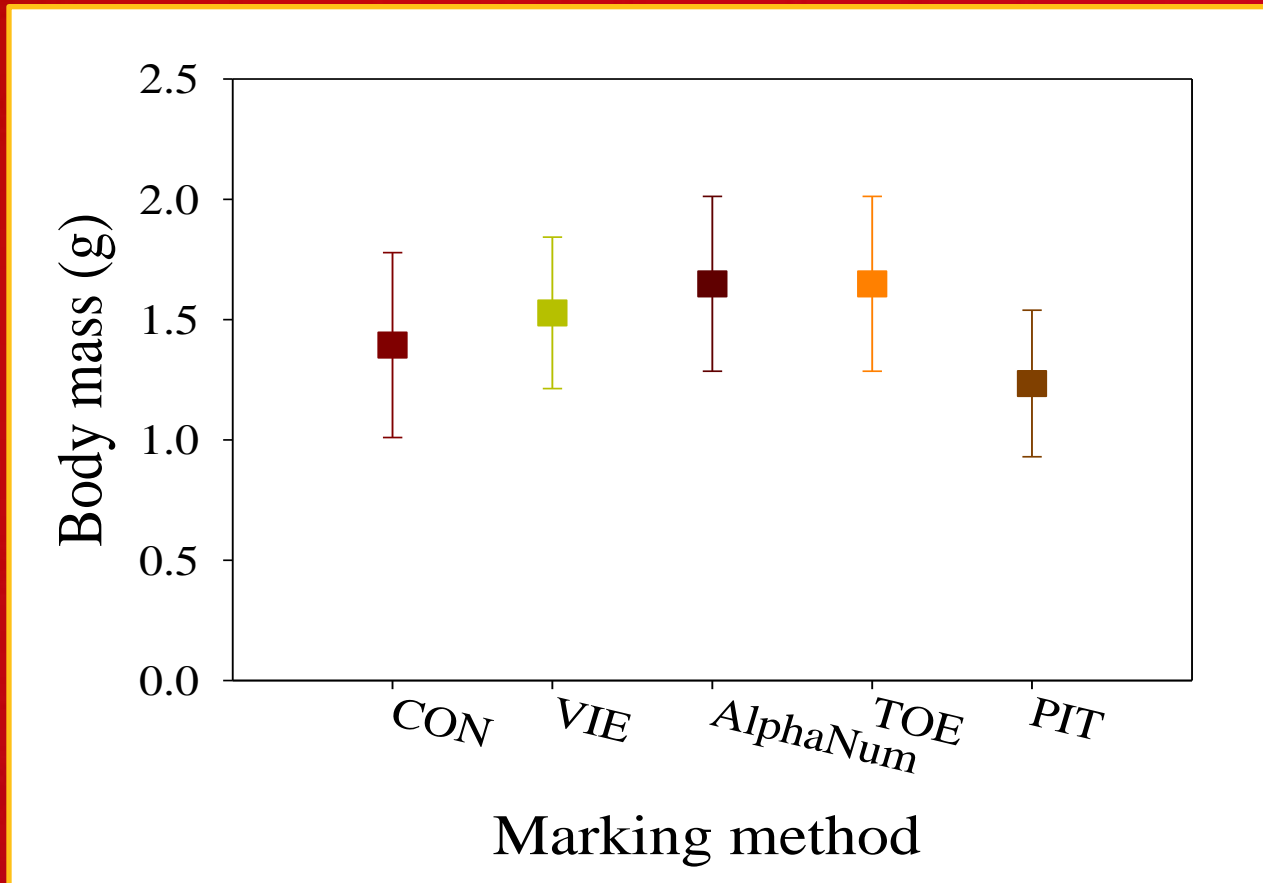 2.5
2.0
1.5
1.0
0.5
0.0
Body mass (g)
CON
VIE
AlphaNum
TOE
PIT
Marking method